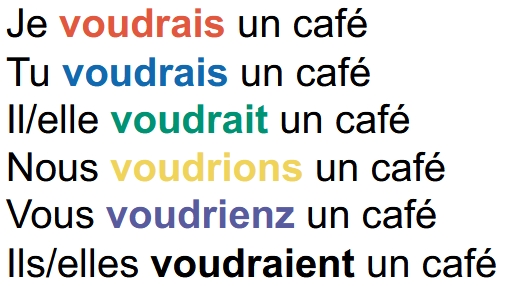 Je voudrais un café
Tu voudrais un café
Il/elle voudrait un café
Nous voudrions un café
Vous voudrienz un café
Ils/elles voudraient un café